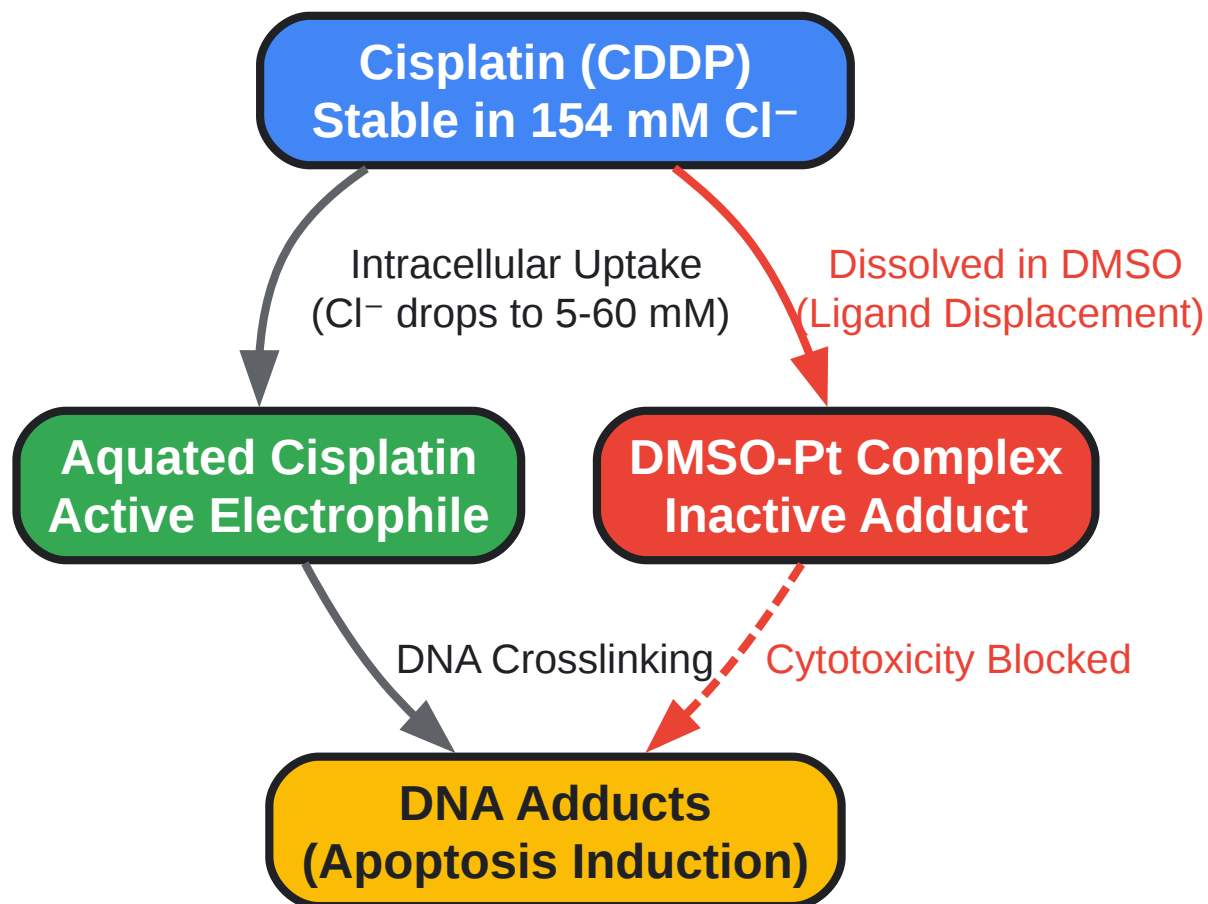 Cisplatin (CDDP)
Stable in 154 mM Cl⁻
Intracellular Uptake
(Cl⁻ drops to 5-60 mM)
Dissolved in DMSO
(Ligand Displacement)
Aquated Cisplatin
Active Electrophile
DMSO-Pt Complex
Inactive Adduct
DNA Crosslinking
Cytotoxicity Blocked
DNA Adducts
(Apoptosis Induction)